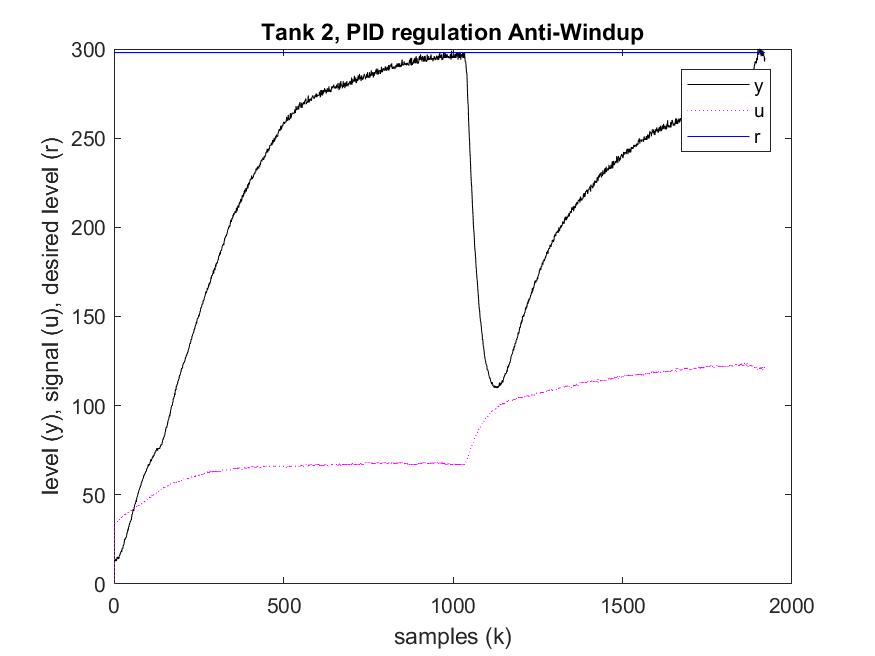 Tank 2, PID regulation Anti-Windup
300
250
200
150
100
50
0
level (y), signal (u), desired level (r)
y
u
r
0 500 1000 1500 2000
samples (k)